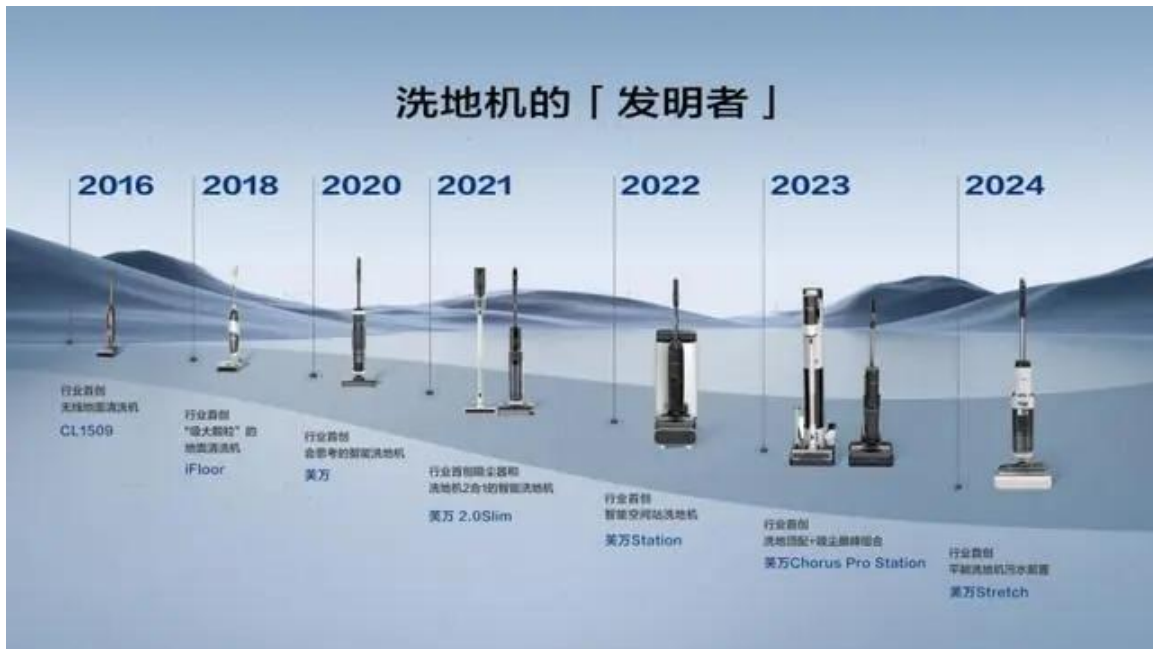 洗地机的「发明者」
2016
2018
2020
2021
2022
2023
2024
行业首创
无线地面清洗机
CL1509
行业首创
“吸大颗粒”的
地面清洗机
iFloor
行业首创
会思考的智能洗地机
芙万
行业首创吸尘器和
洗地机2合1的智能洗地机
芙万 2.0Slim
行业首创
智能空间站洗地机
芙万Station
行业首创
洗地顶配+吸尘巅峰组合
芙万Chorus Pro Station
行业首创
平躺洗地机污水前置
芙万Stretch